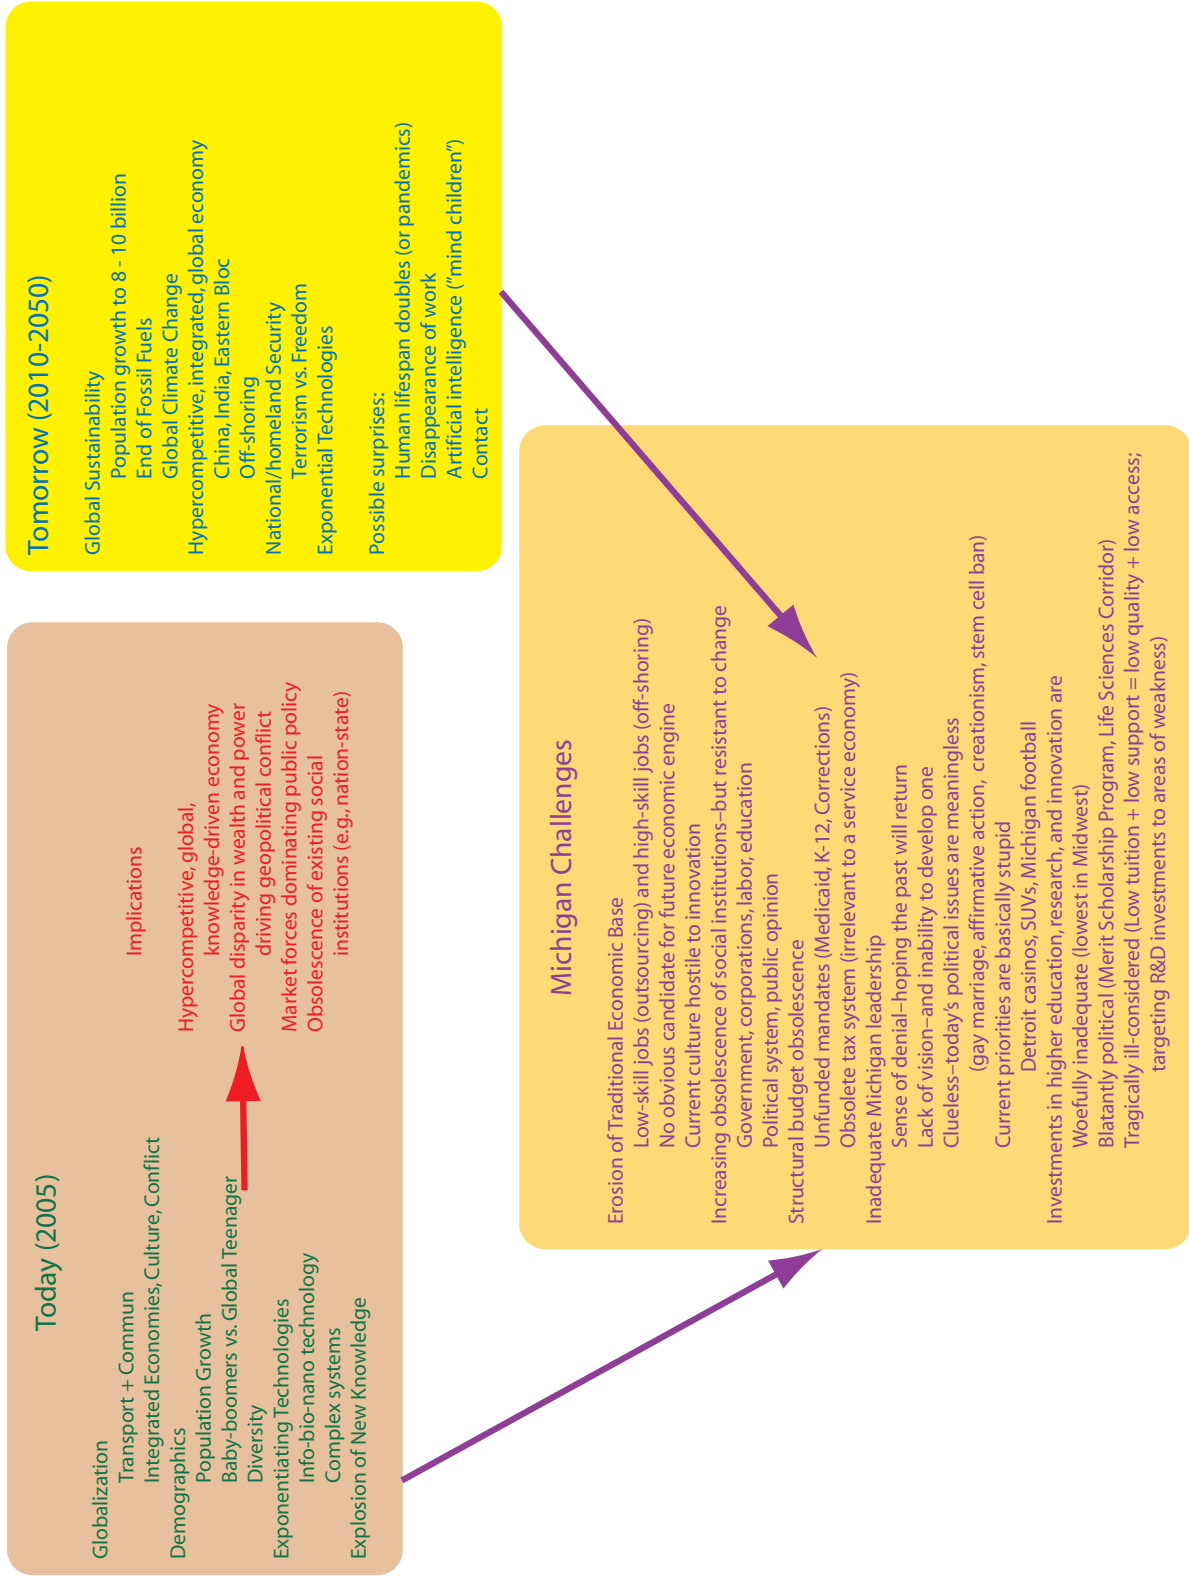 Today (2005)
Globalization
Transport + Commun
Integrated Economies, Culture, Conflict
Demographics
Population Growth
Baby-boomers vs. Global Teenager
Diversity
Exponentiating Technologies
Info-bio-nano technology
Complex systems
Explosion of New Knowledge
Implications
Hypercompetitive, global,
knowledge-driven economy
Global disparity in wealth and power
driving geopolitical conflict
Market forces dominating public policy
Obsolescence of existing social
institutions (e.g., nation-state)
Tomorrow (2010-2050)
Global Sustainability
Population growth to 8 - 10 billion
End of Fossil Fuels
Global Climate Change
Hypercompetitive, integrated, global economy
China, India, Eastern Bloc
Off-shoring
National/homeland Security
Terrorism vs. Freedom
Exponential Technologies
Possible surprises:
Human lifespan doubles (or pandemics)
Disappearance of work
Artificial intelligence ("mind children")
Contact
Michigan Challenges
Erosion of Traditional Economic Base
Low-skill jobs (outsourcing) and high-skill jobs (off-shoring)
No obvious candidate for future economic engine
Current culture hostile to innovation
Increasing obsolescence of social institutions–but resistant to change
Government, corporations, labor, education
Political system, public opinion
Structural budget obsolescence
Unfunded mandates (Medicaid, K-12, Corrections)
Obsolete tax system (irrelevant to a service economy)
Inadequate Michigan leadership
Sense of denial–hoping the past will return
Lack of vision–and inability to develop one
Clueless–today's political issues are meaningless
(gay marriage, affirmative action, creationism, stem cell ban)
Current priorities are basically stupid
Detroit casinos, SUVs, Michigan football
Investments in higher education, research, and innovation are
Woefully inadequate (lowest in Midwest)
Blatantly political (Merit Scholarship Program, Life Sciences Corridor)
Tragically ill-considered (Low tuition + low support = low quality + low access;
targeting R&D investments to areas of weakness)